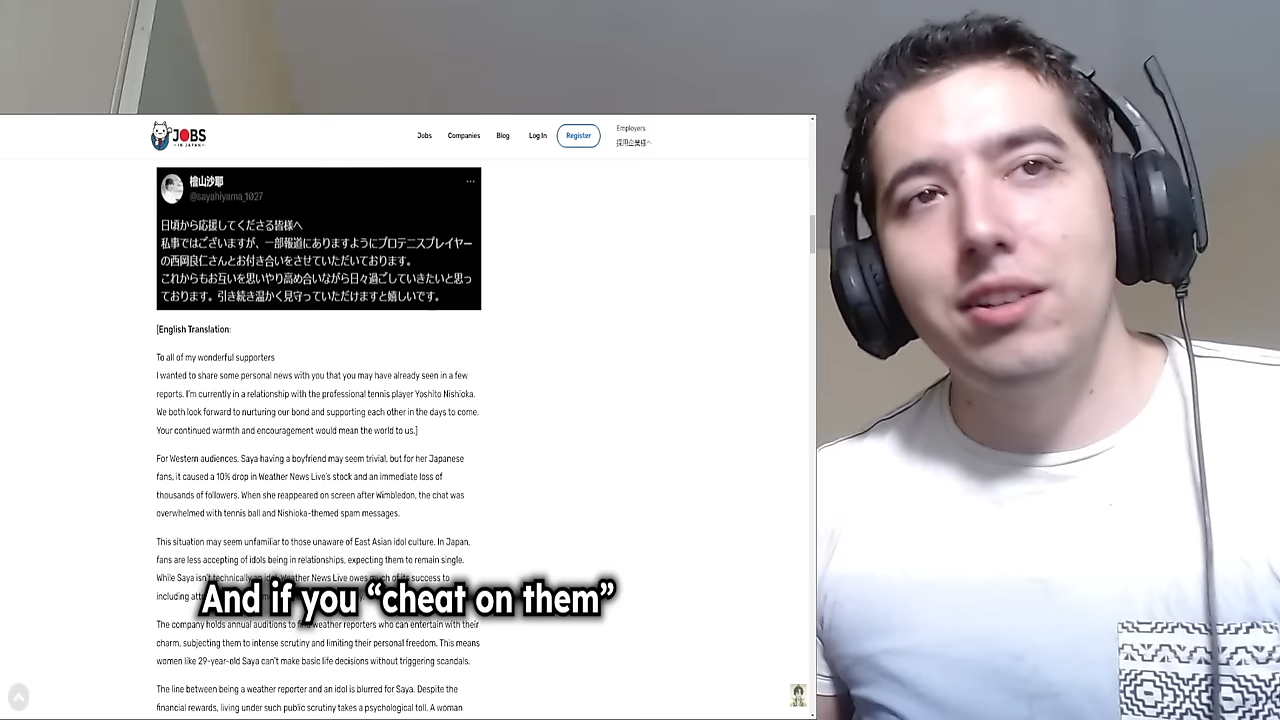 JOBS
IN JAPAN
Jobs
Companies
Blog
Log In
Register
Employers
採用企業様へ
檜山沙耶
@sayahiyama_1027
日頃から応援してくださる皆様へ
私事ではございますが、一部報道にありますようにプロテニスプレイヤー
の西岡良仁さんとお付き合いをさせていただいております。
これからもお互いを思いやり高め合いながら日々過ごしていきたいと思っ
ております。引き続き温かく見守っていただけますと嬉しいです。
[English Translation:
To all of my wonderful supporters
I wanted to share some personal news with you that you may have already seen in a few
reports. I'm currently in a relationship with the professional tennis player Yoshito Nishioka.
We both look forward to nurturing our bond and supporting each other in the days to come.
Your continued warmth and encouragement would mean the world to us.]
For Western audiences, Saya having a boyfriend may seem trivial, but for her Japanese
fans, it caused a 10% drop in Weather News Live's stock and an immediate loss of
thousands of followers. When she reappeared on screen after Wimbledon, the chat was
overwhelmed with tennis ball and Nishioka-themed spam messages.
This situation may seem unfamiliar to those unaware of East Asian idol culture. In Japan,
fans are less accepting of idols being in relationships, expecting them to remain single.
While Saya isn't technically an idol, Weather News Live owes much of its success to
including
And if you “cheat on them”
The company holds annual auditions to find weather reporters who can entertain with their
charm, subjecting them to intense scrutiny and limiting their personal freedom. This means
women like 29-year-old Saya can't make basic life decisions without triggering scandals.
The line between being a weather reporter and an idol is blurred for Saya. Despite the
financial rewards, living under such public scrutiny takes a psychological toll. A woman